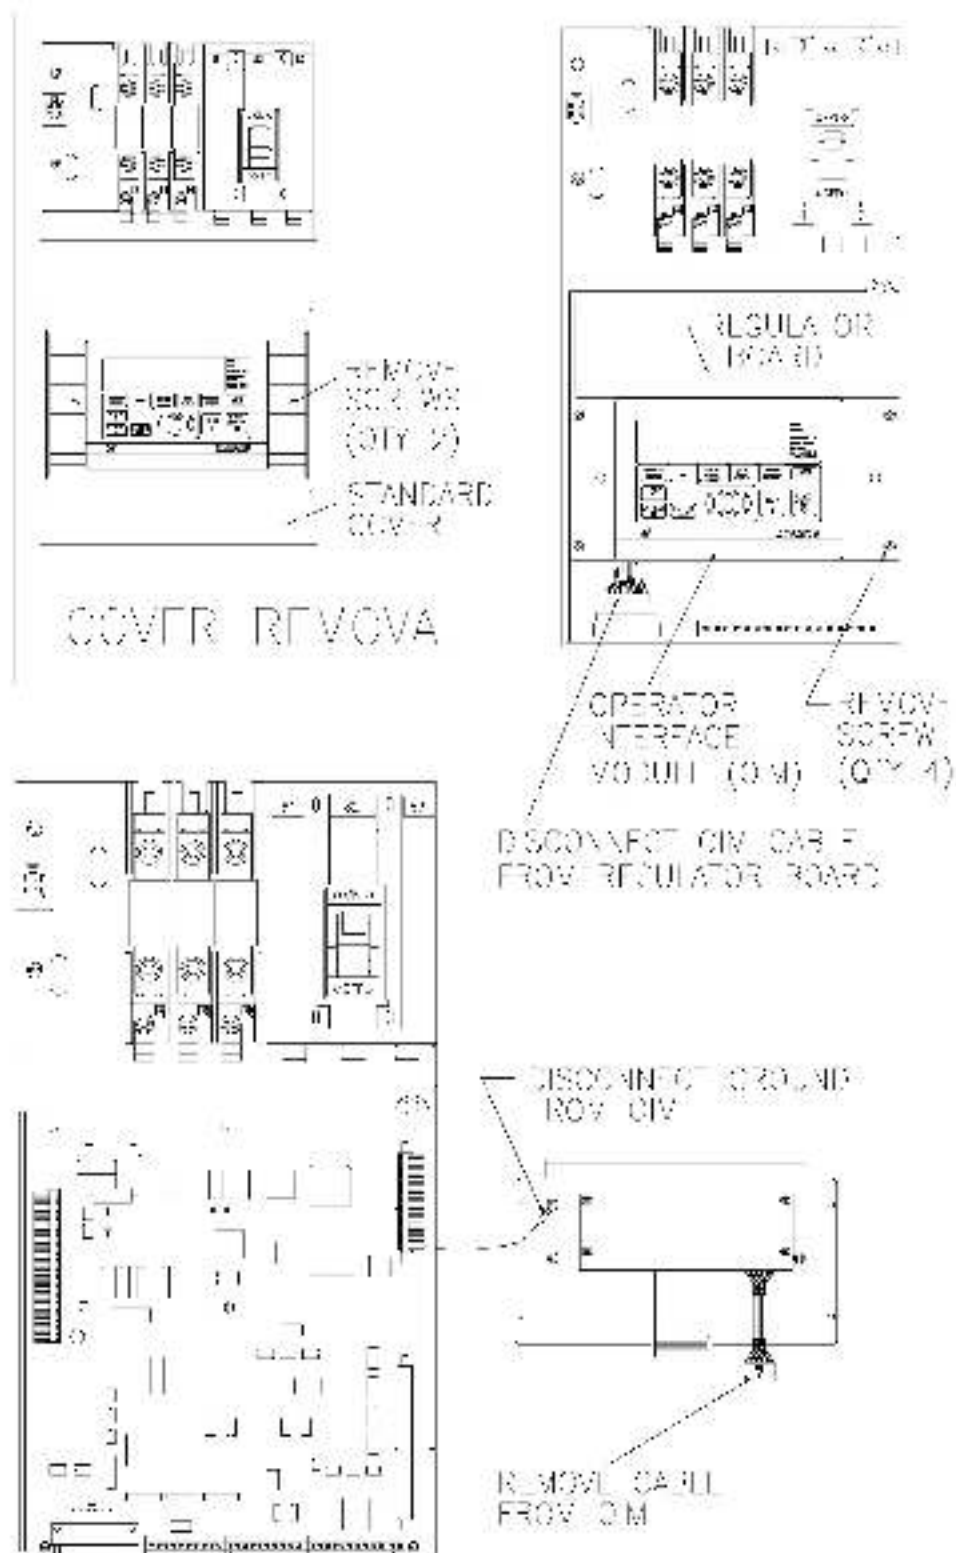 REMOVE
SCREWS
(QTY 2)
STANDARD
COVER
COVER REMOVA
REGULATOR
BOARD
OPERATOR
INTERFACE
MODULE (OIM)
REMOVE
SCREW
(QTY 4)
DISCONNECT OIM CABLE
FROM REGULATOR BOARD
DISCONNECT GROUND
FROM OIM
REMOVE CABLE
FROM OIM